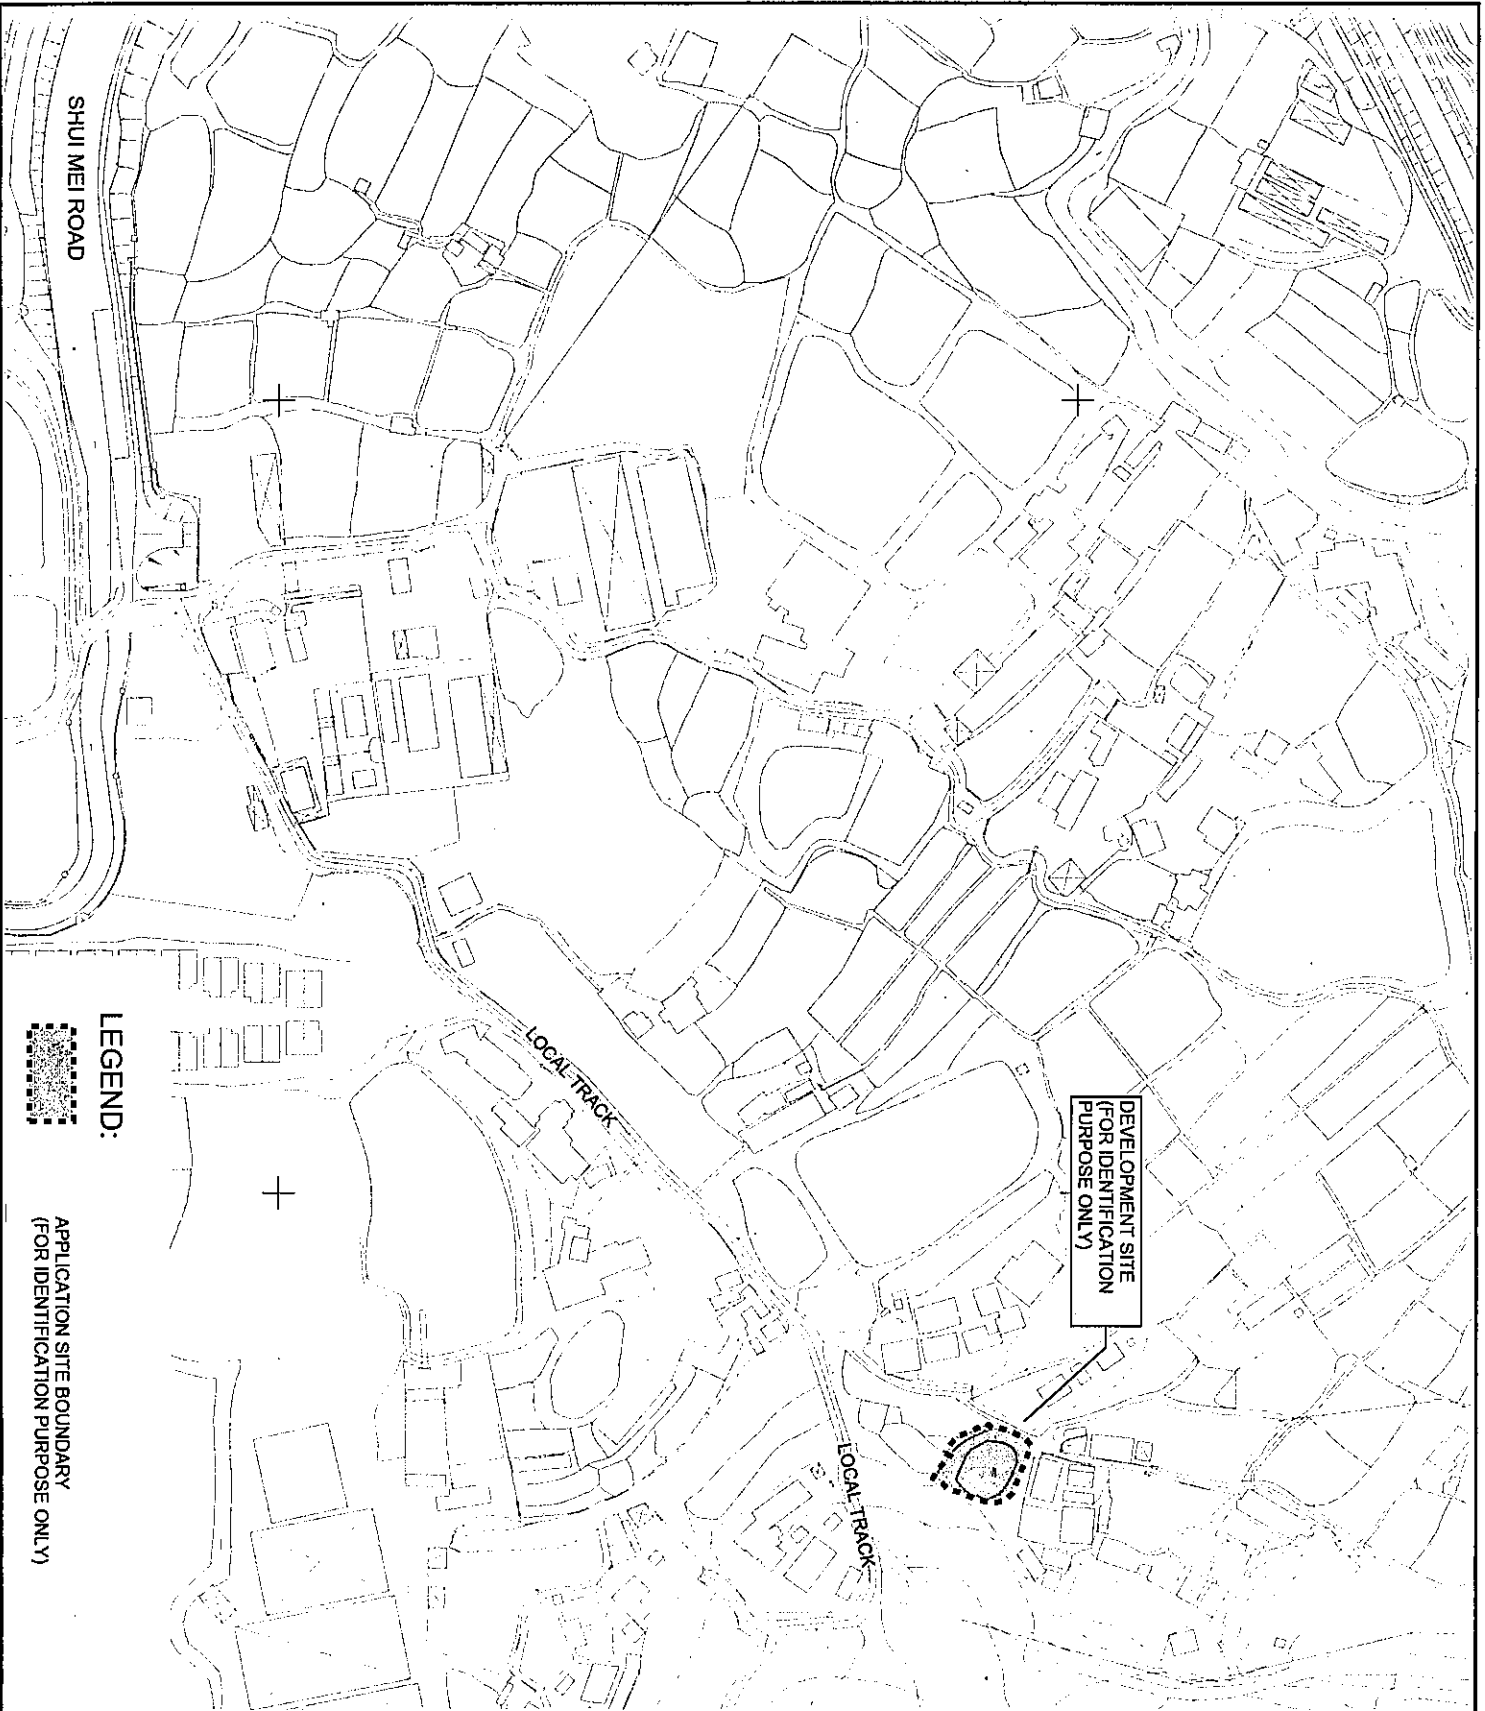 SHUI MEI ROAD
LOCAL TRACK
LOCAL TRACK
DEVELOPMENT SITE
(FOR IDENTIFICATION
PURPOSE ONLY)
LEGEND:
APPLICATION SITE BOUNDARY
(FOR IDENTIFICATION PURPOSE ONLY)